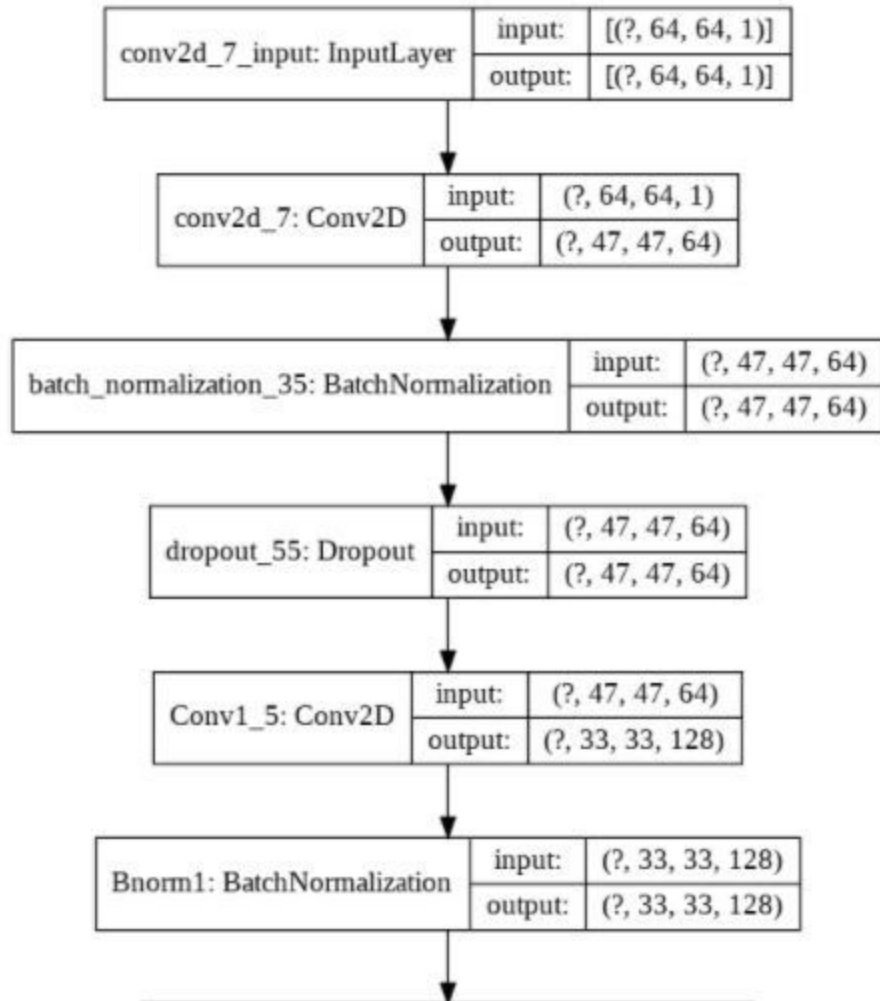 conv2d_7_input: InputLayer input: [(?, 64, 64, 1)]
output: [(?, 64, 64, 1)]
conv2d_7: Conv2D input: (?, 64, 64, 1)
output: (?, 47, 47, 64)
batch_normalization_35: BatchNormalization input: (?, 47, 47, 64)
output: (?, 47, 47, 64)
dropout_55: Dropout input: (?, 47, 47, 64)
output: (?, 47, 47, 64)
Conv1_5: Conv2D input: (?, 47, 47, 64)
output: (?, 33, 33, 128)
Bnorm1: BatchNormalization input: (?, 33, 33, 128)
output: (?, 33, 33, 128)